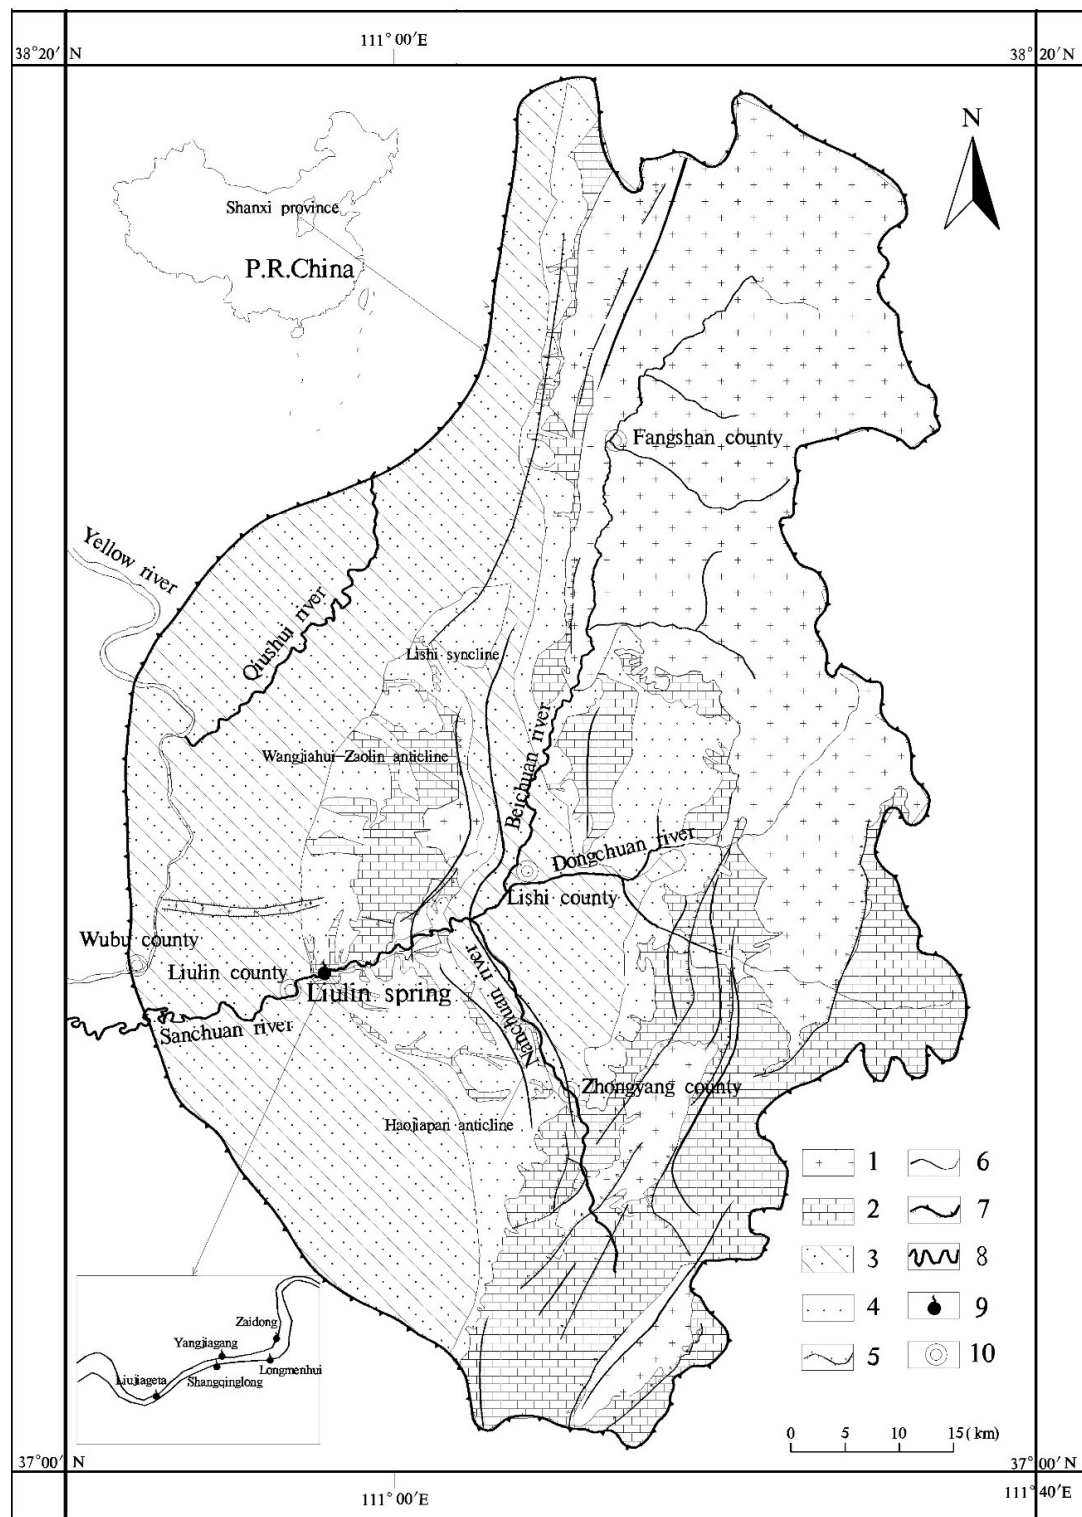 111°00′E
38°20′ N
38°20′N
N
Shanxi province
P.R.China
Fangshan county
Yellow river
Qiushui river
Lishi syncline
Beichuan river
Wangjiahui-Zaolin anticline
Dongchuan river
Lishi county
Wubu county
Liulin county
Liulin spring
Nanchuan river
Sanchuan river
Zhongyang county
Haojiapan anticline
1
6
2
7
3
8
4
9
5
10
Zaidong
Yangjiagang
Longmenhui
Liujiageta
Shangqinglong
0 5 10 15 ( km)
37°00′ N
37°00′ N
111°00′E
111°40′E